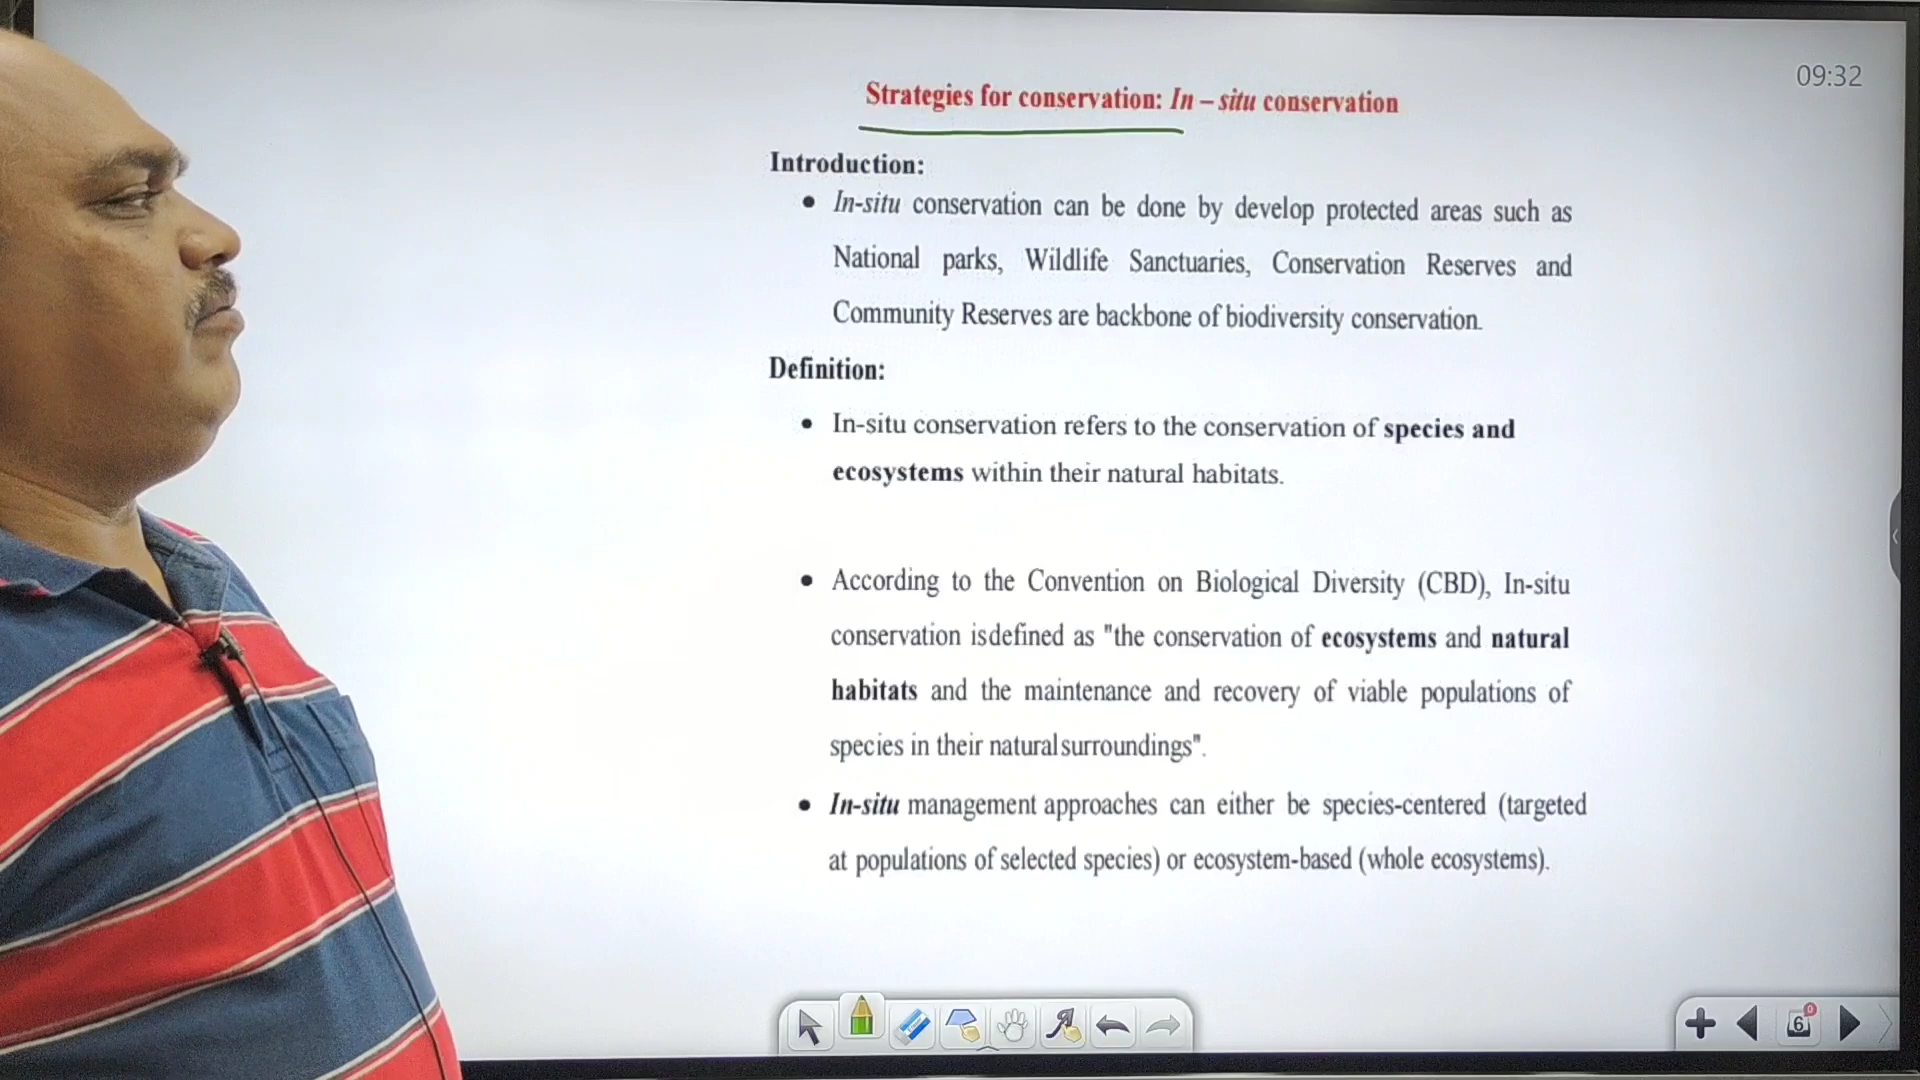 09:32
Strategies for conservation: In – situ conservation
Introduction:
• In-situ conservation can be done by develop protected areas such as
National parks, Wildlife Sanctuaries, Conservation Reserves and
Community Reserves are backbone of biodiversity conservation.
Definition:
• In-situ conservation refers to the conservation of species and
ecosystems within their natural habitats.
• According to the Convention on Biological Diversity (CBD), In-situ
conservation isdefined as "the conservation of ecosystems and natural
habitats and the maintenance and recovery of viable populations of
species in their naturalsurroundings".
• In-situ management approaches can either be species-centered (targeted
at populations of selected species) or ecosystem-based (whole ecosystems).
6
0